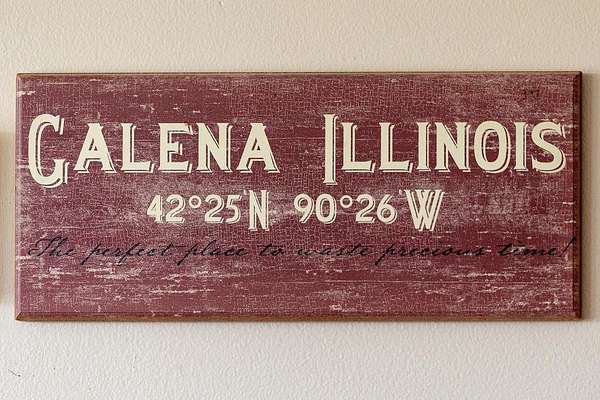 GALENA ILLINOIS
42°25'N 90°26'W
The perfect place to waste precious time!